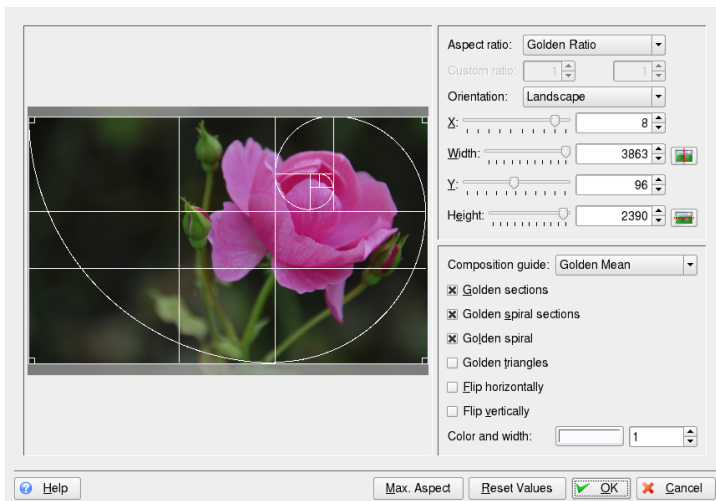 Aspect ratio: Golden Ratio
Custom ratio: 1 : 1
Orientation: Landscape
X: 8
Width: 3863
Y: 96
Height: 2390
Composition guide: Golden Mean
Golden sections
Golden spiral sections
Golden spiral
Golden triangles
Flip horizontally
Flip vertically
Color and width: 1
Help Max. Aspect Reset Values OK Cancel